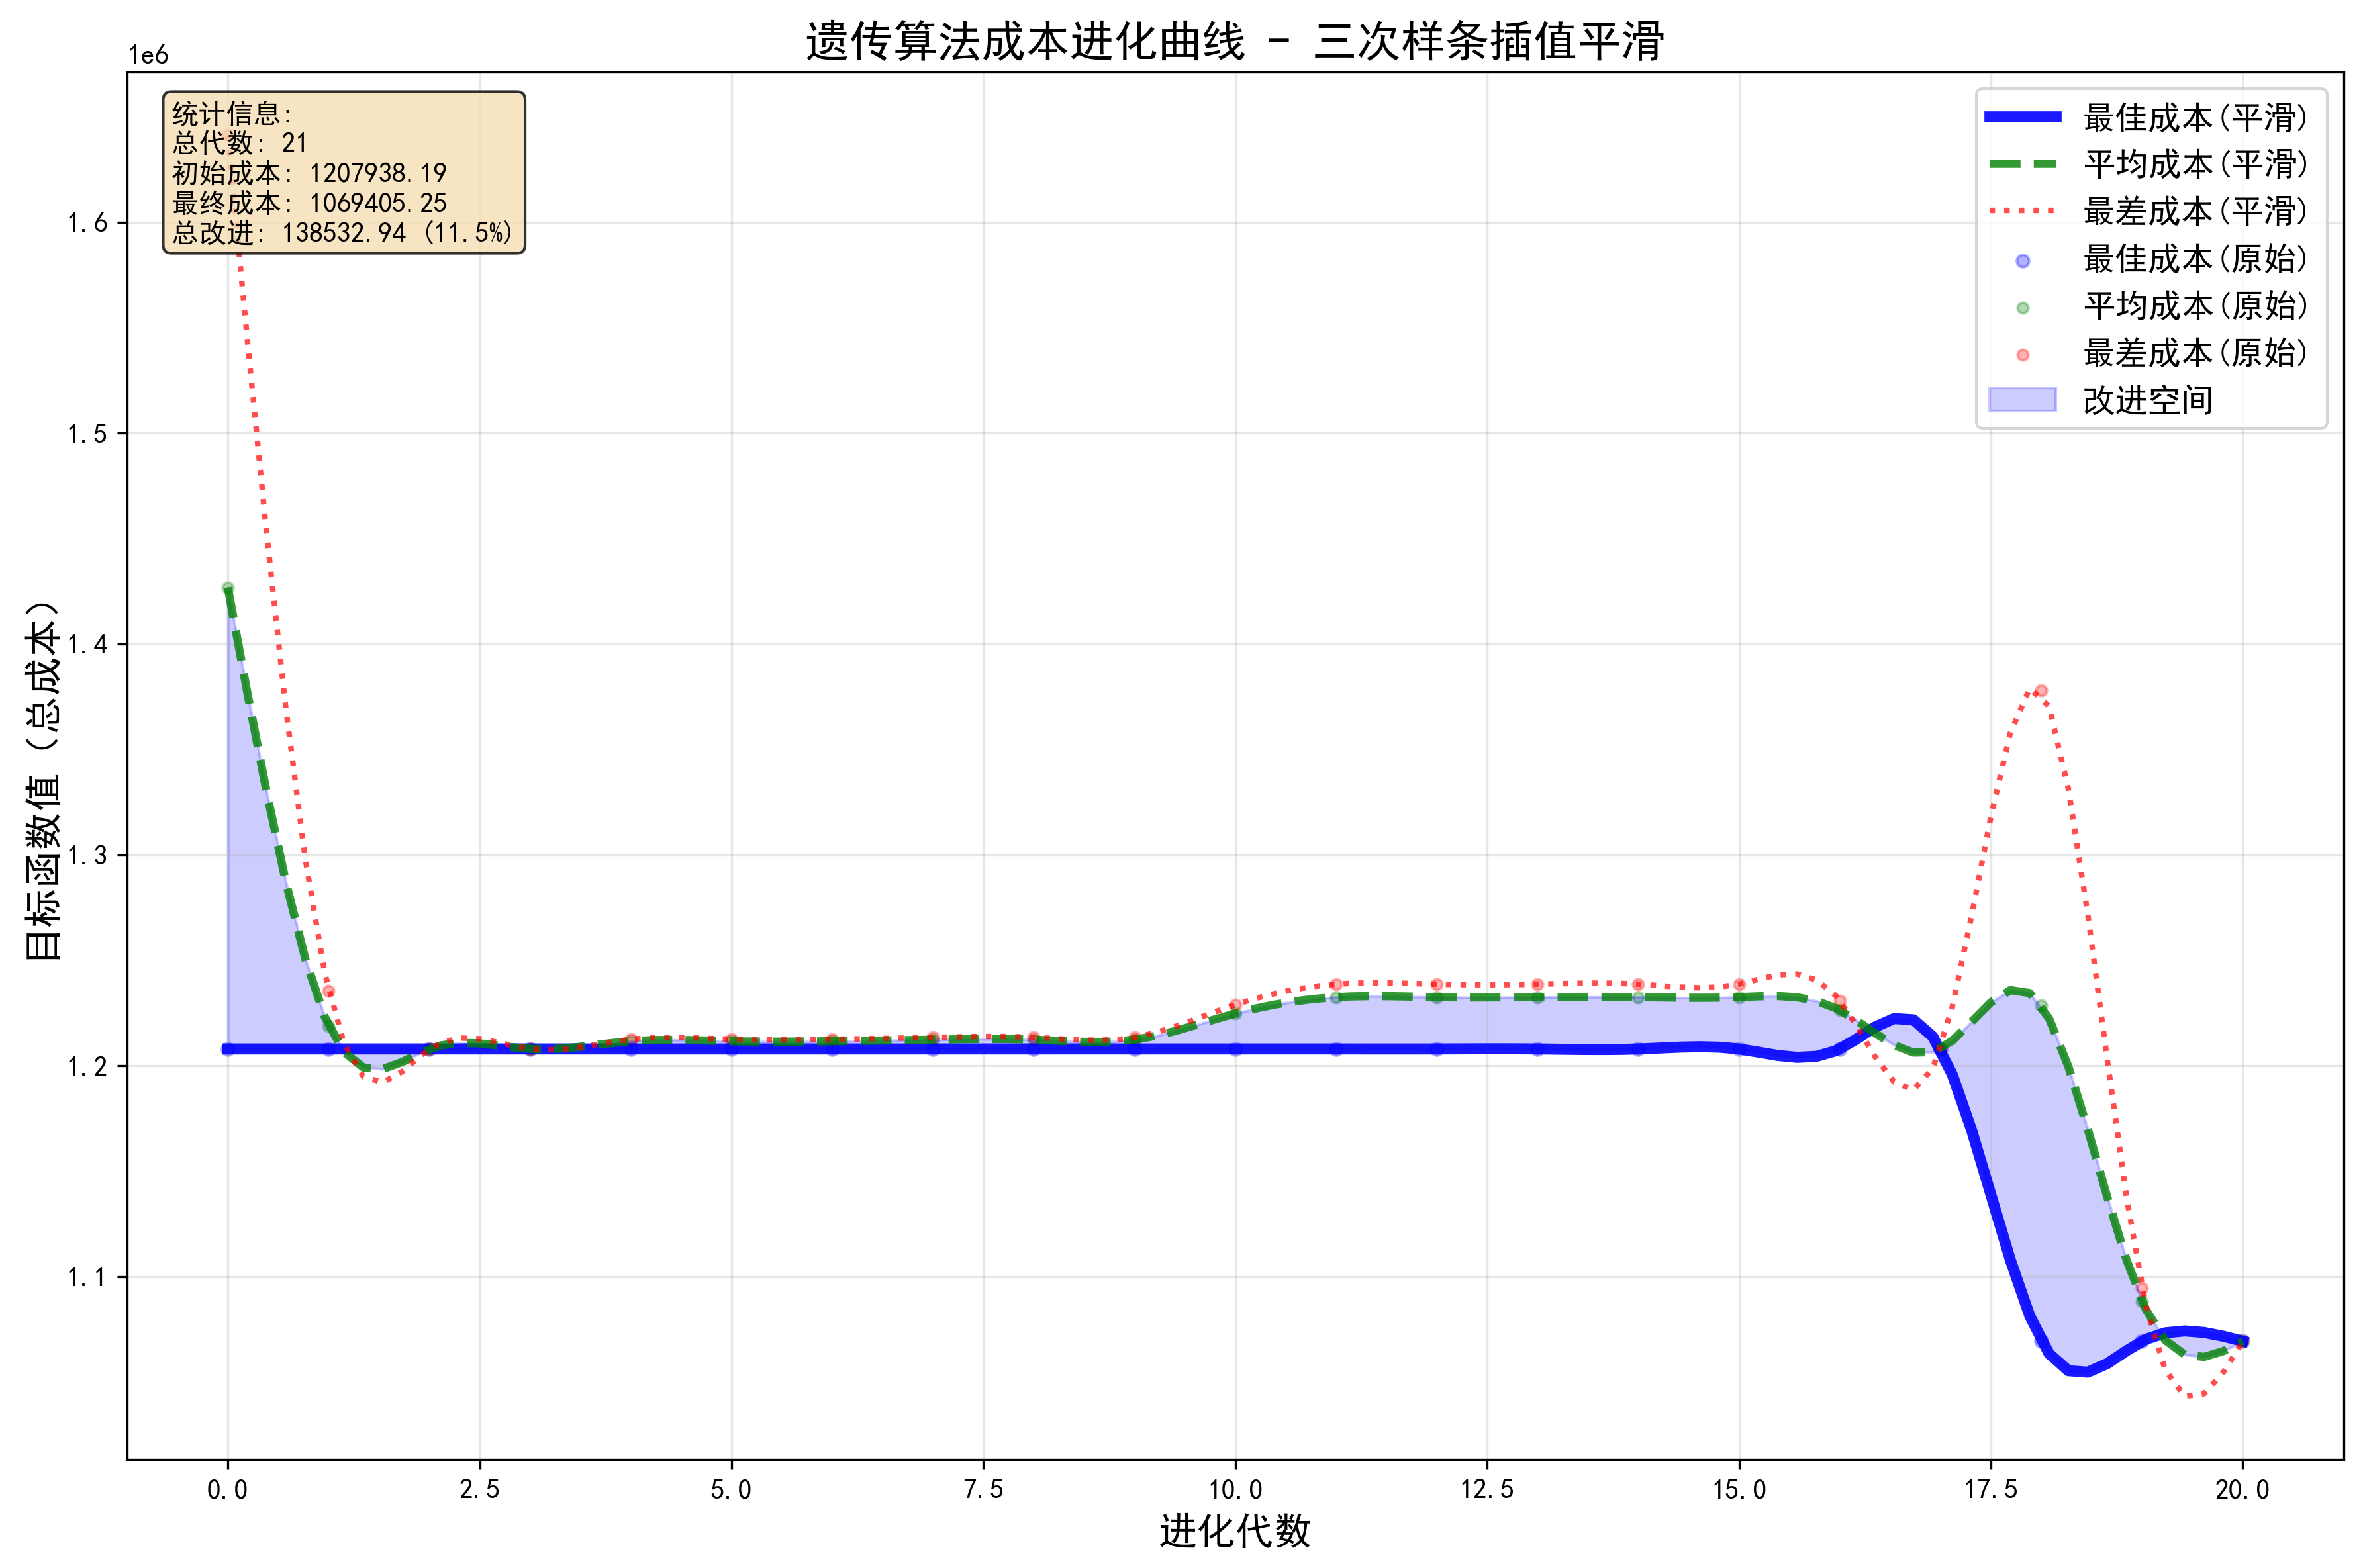 遗传算法成本进化曲线 - 三次样条插值平滑
1e6
统计信息:
总代数: 21
初始成本: 1207938.19
最终成本: 1069405.25
总改进: 138532.94 (11.5%)
最佳成本(平滑)
平均成本(平滑)
最差成本(平滑)
最佳成本(原始)
平均成本(原始)
最差成本(原始)
改进空间
目标函数值 (总成本)
1.6
1.5
1.4
1.3
1.2
1.1
0.0 2.5 5.0 7.5 10.0 12.5 15.0 17.5 20.0
进化代数